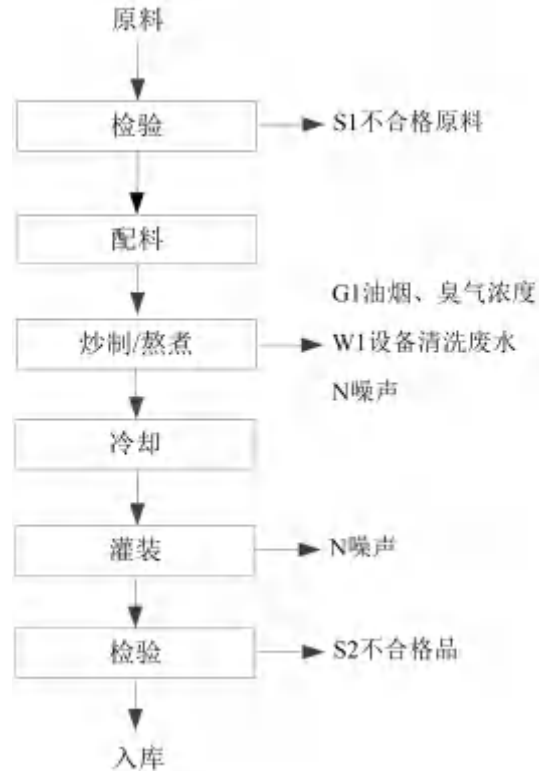 原料
检验
S1不合格原料
配料
G1油烟、臭气浓度
炒制/熬煮
W1设备清洗废水
N噪声
冷却
灌装
N噪声
检验
S2不合格品
入库